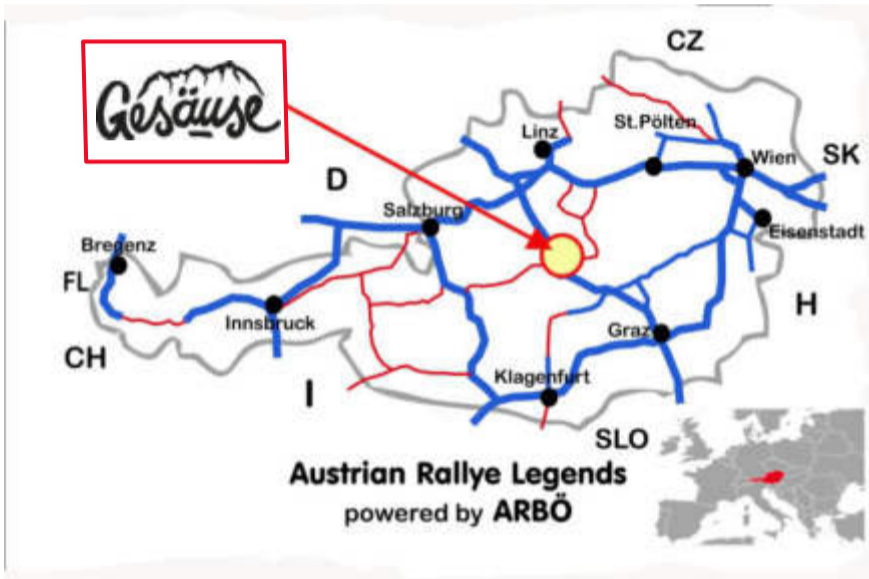 CZ
Gesäuse
St.Pölten
Linz
Wien
SK
D
Salzburg
Eisenstadt
Bregenz
FL
Innsbruck
H
Graz
CH
Klagenfurt
I
SLO
Austrian Rallye Legends
powered by ARBÖ